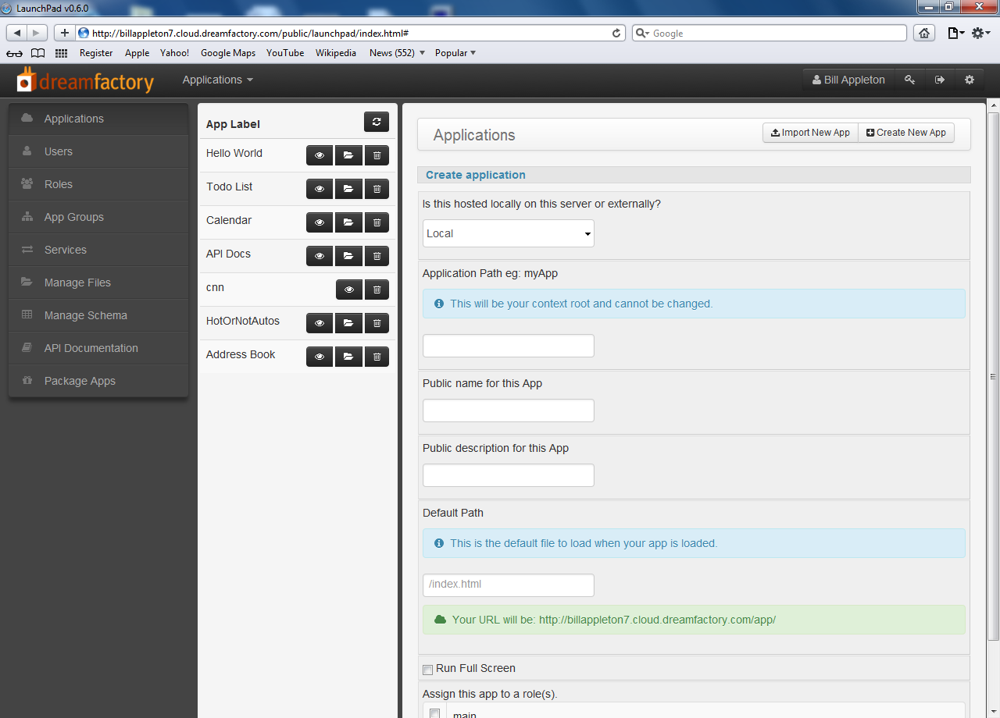 LaunchPad v0.6.0
http://billappleton7.cloud.dreamfactory.com/public/launchpad/index.html#
Google
Register Apple Yahoo! Google Maps YouTube Wikipedia News (552) Popular
dreamfactory Applications Bill Appleton
Applications
Users
Roles
App Groups
Services
Manage Files
Manage Schema
API Documentation
Package Apps
App Label
Hello World
Todo List
Calendar
API Docs
cnn
HotOrNotAutos
Address Book
Applications Import New App Create New App
Create application
Is this hosted locally on this server or externally?
Local
Application Path eg: myApp
This will be your context root and cannot be changed.
Public name for this App
Public description for this App
Default Path
This is the default file to load when your app is loaded.
/index.html
Your URL will be: http://billappleton7.cloud.dreamfactory.com/app/
Run Full Screen
Assign this app to a role(s).
main